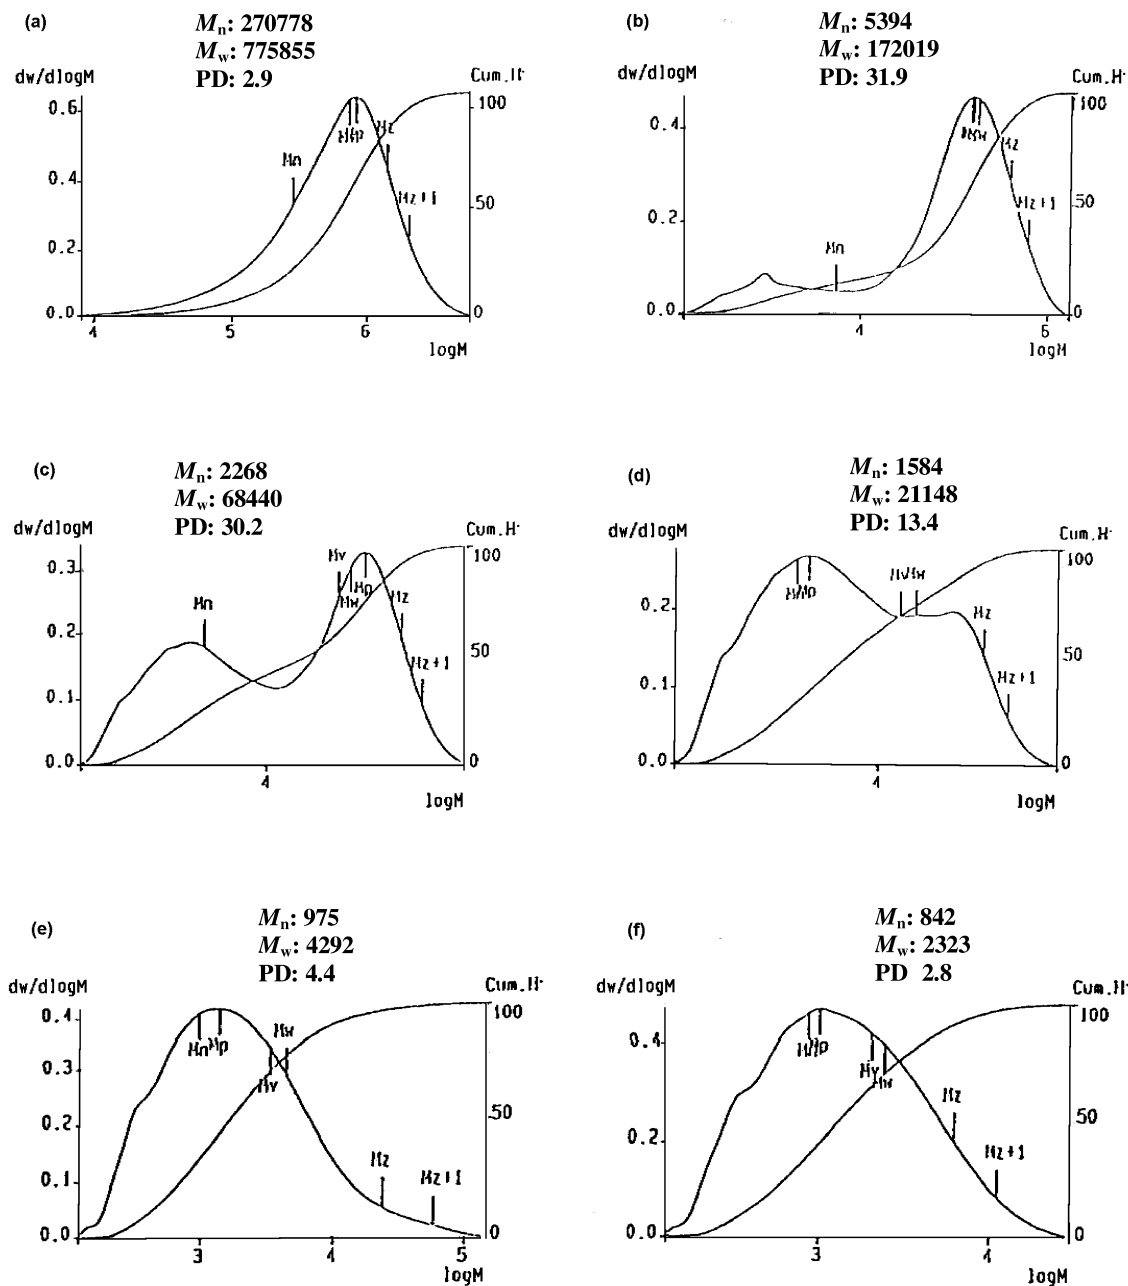 (a)
Mn: 270778
Mw: 775855
PD: 2.9
dw/dlogM
Cum.H
0.6
0.4
0.2
0.0
Mn
Mp
Mz
Mz+1
100
50
0
4 5 6
logM
(b)
Mn: 5394
Mw: 172019
PD: 31.9
dw/dlogM
Cum.H
0.4
0.2
0.0
Mn
Mw
Mz
Mz+1
100
50
0
4 6
logM
(c)
Mn: 2268
Mw: 68440
PD: 30.2
dw/dlogM
Cum.H
0.3
0.2
0.1
0.0
Mn
Mv
Mw
Mp
Mz
Mz+1
100
50
0
4
logM
(d)
Mn: 1584
Mw: 21148
PD: 13.4
dw/dlogM
Cum.H
0.2
0.1
0.0
Mp
Mv Mw
Mz
Mz+1
100
50
0
4
logM
(e)
Mn: 975
Mw: 4292
PD: 4.4
dw/dlogM
Cum.H
0.4
0.3
0.2
0.1
0.0
Mn Mp
Mv
Mw
Mz
Mz+1
100
50
0
3 4 5
logM
(f)
Mn: 842
Mw: 2323
PD 2.8
dw/dlogM
Cum.H
0.4
0.2
0.0
Mp
Mv
Mw
Mz
Mz+1
100
50
0
3 4
logM